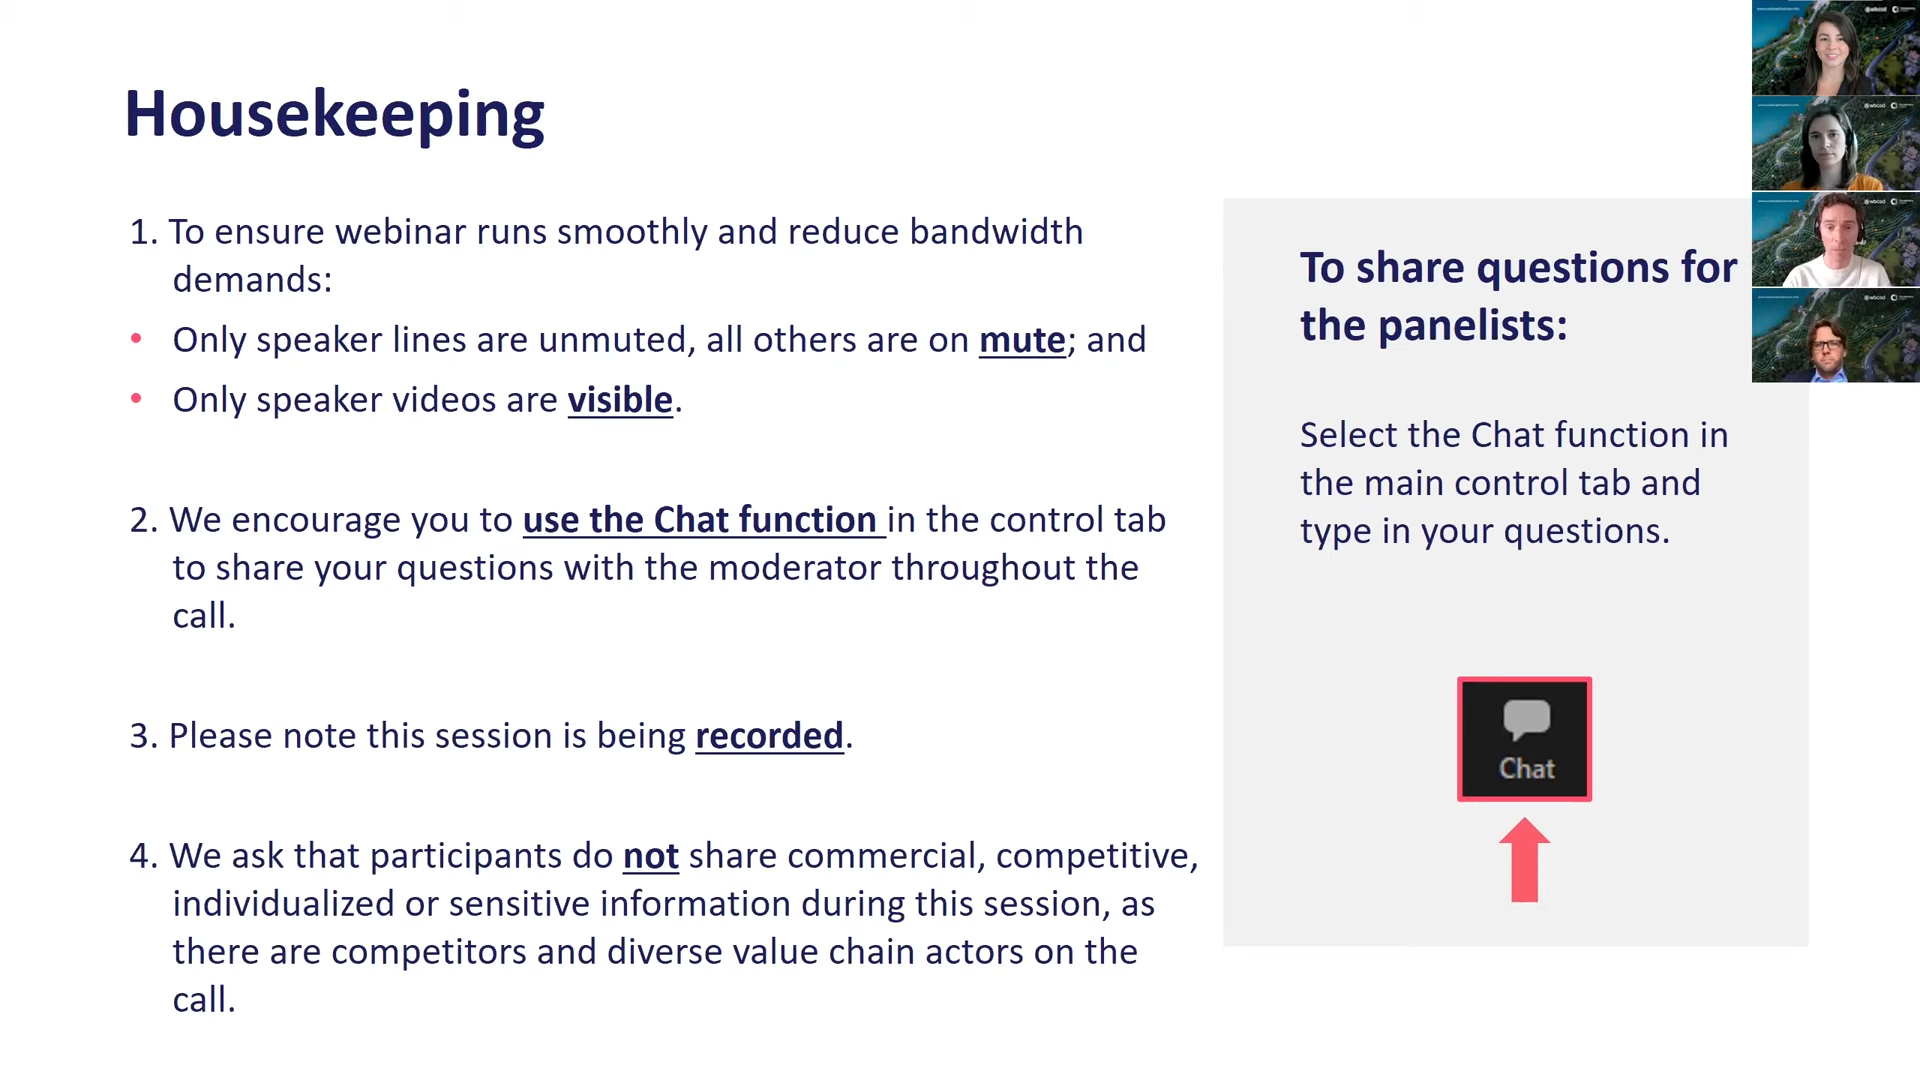 Housekeeping
1. To ensure webinar runs smoothly and reduce bandwidth
demands:
• Only speaker lines are unmuted, all others are on mute; and
• Only speaker videos are visible.
2. We encourage you to use the Chat function in the control tab
to share your questions with the moderator throughout the
call.
3. Please note this session is being recorded.
4. We ask that participants do not share commercial, competitive,
individualized or sensitive information during this session, as
there are competitors and diverse value chain actors on the
call.
To share questions for
the panelists:
Select the Chat function in
the main control tab and
type in your questions.
Chat
wbcsd
wbcsd
wbcsd
wbcsd